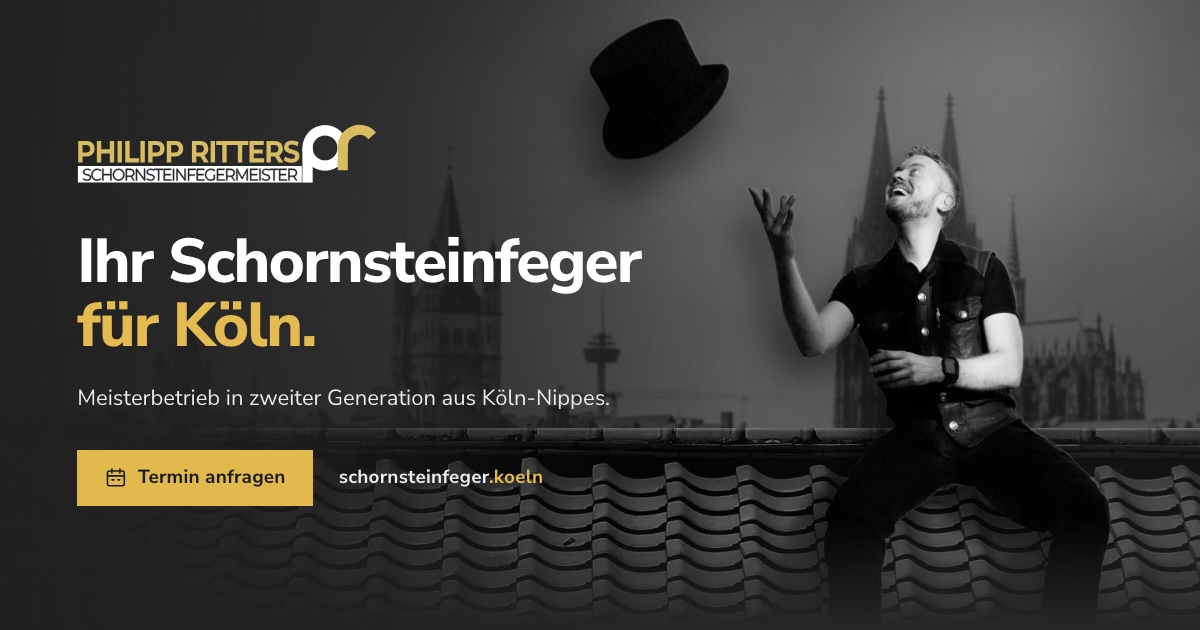 PHILIPP RITTERS pr
SCHORNSTEINFEGERMEISTER
Ihr Schornsteinfeger
für Köln.
Meisterbetrieb in zweiter Generation aus Köln-Nippes.
Termin anfragen
schornsteinfeger.koeln